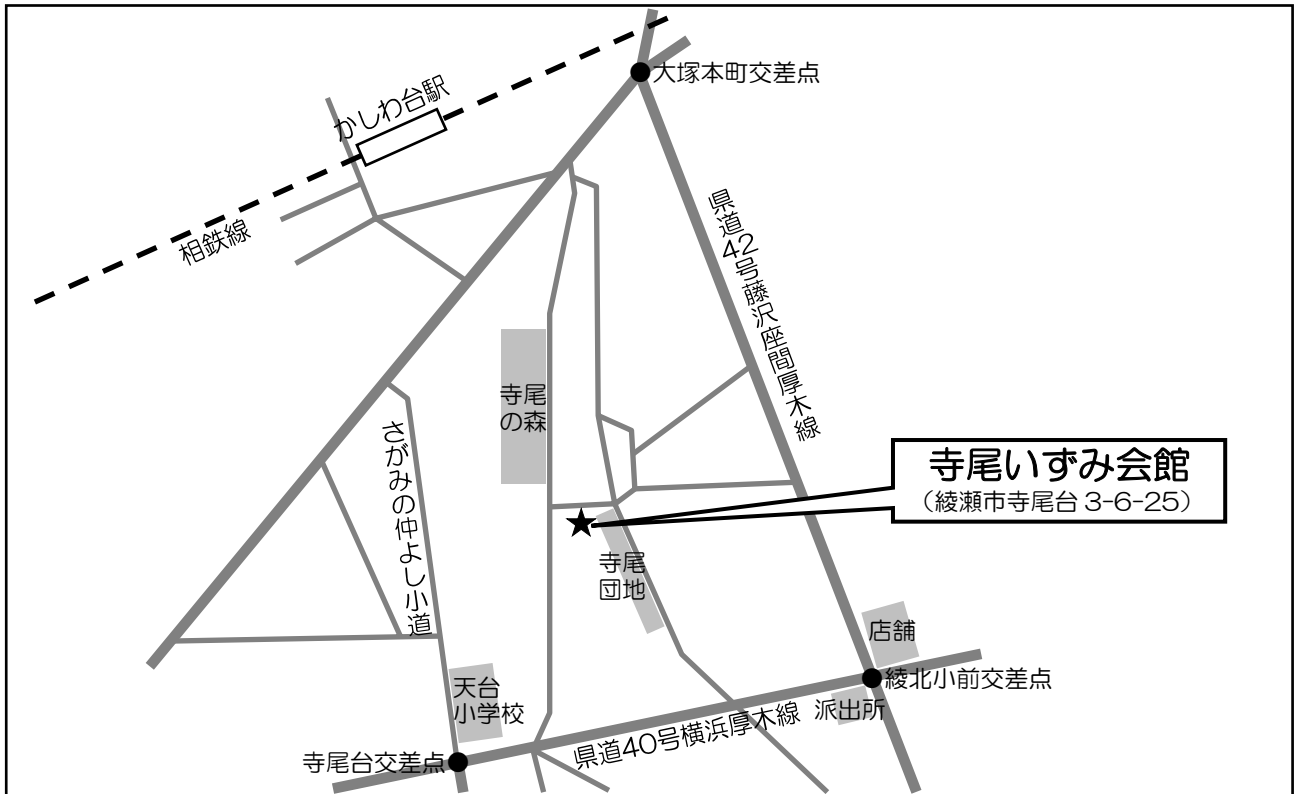 大塚本町交差点
かしわ台駅
相鉄線
県道42号藤沢座間厚木線
寺尾
の森
さがみの仲よし小道
寺尾いずみ会館
（綾瀬市寺尾台3-6-25）
寺尾
団地
店舗
綾北小前交差点
派出所
天台
小学校
県道40号横浜厚木線
寺尾台交差点